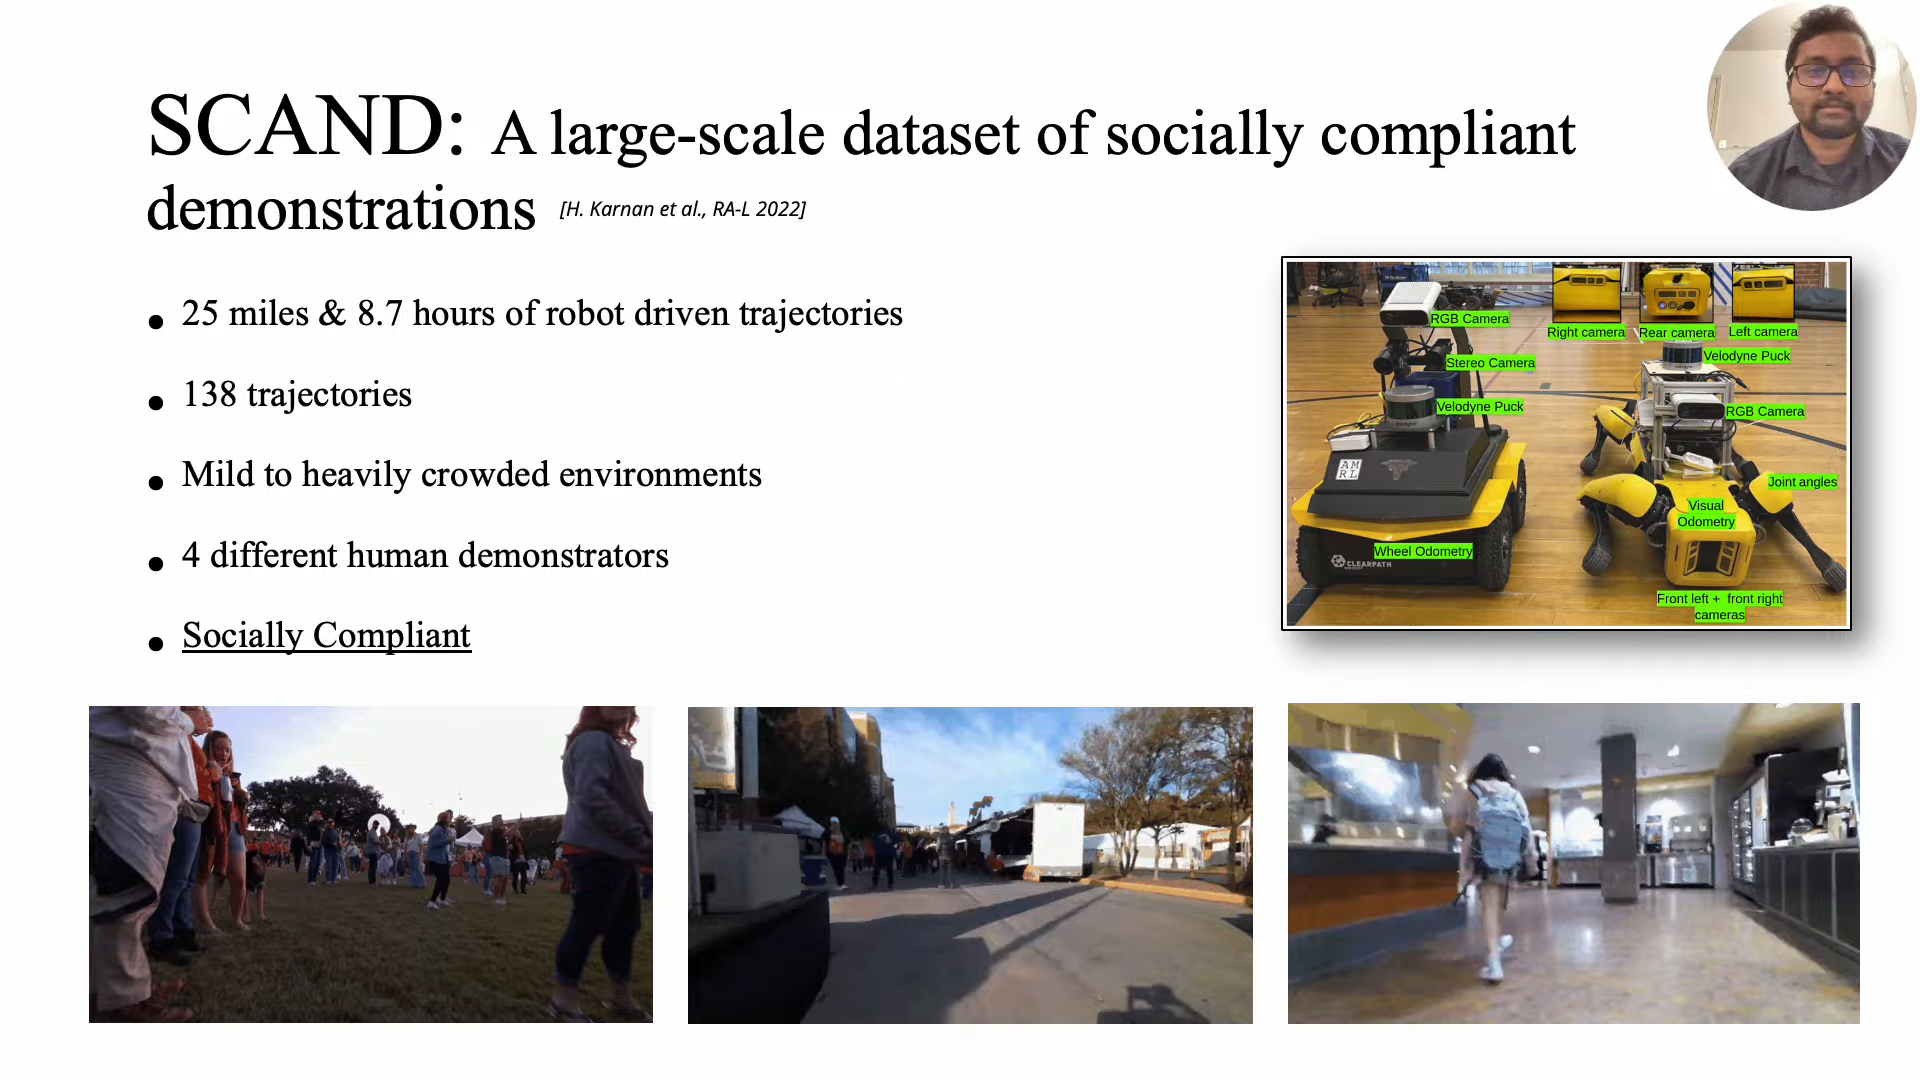 SCAND: A large-scale dataset of socially compliant
demonstrations [H. Karnan et al., RA-L 2022]
• 25 miles & 8.7 hours of robot driven trajectories
• 138 trajectories
• Mild to heavily crowded environments
• 4 different human demonstrators
• Socially Compliant
RGB Camera
Stereo Camera
Velodyne Puck
AM
RL
Wheel Odometry
CLEARPATH
Right camera
Rear camera
Left camera
Velodyne Puck
RGB Camera
Joint angles
Visual
Odometry
Front left + front right
cameras